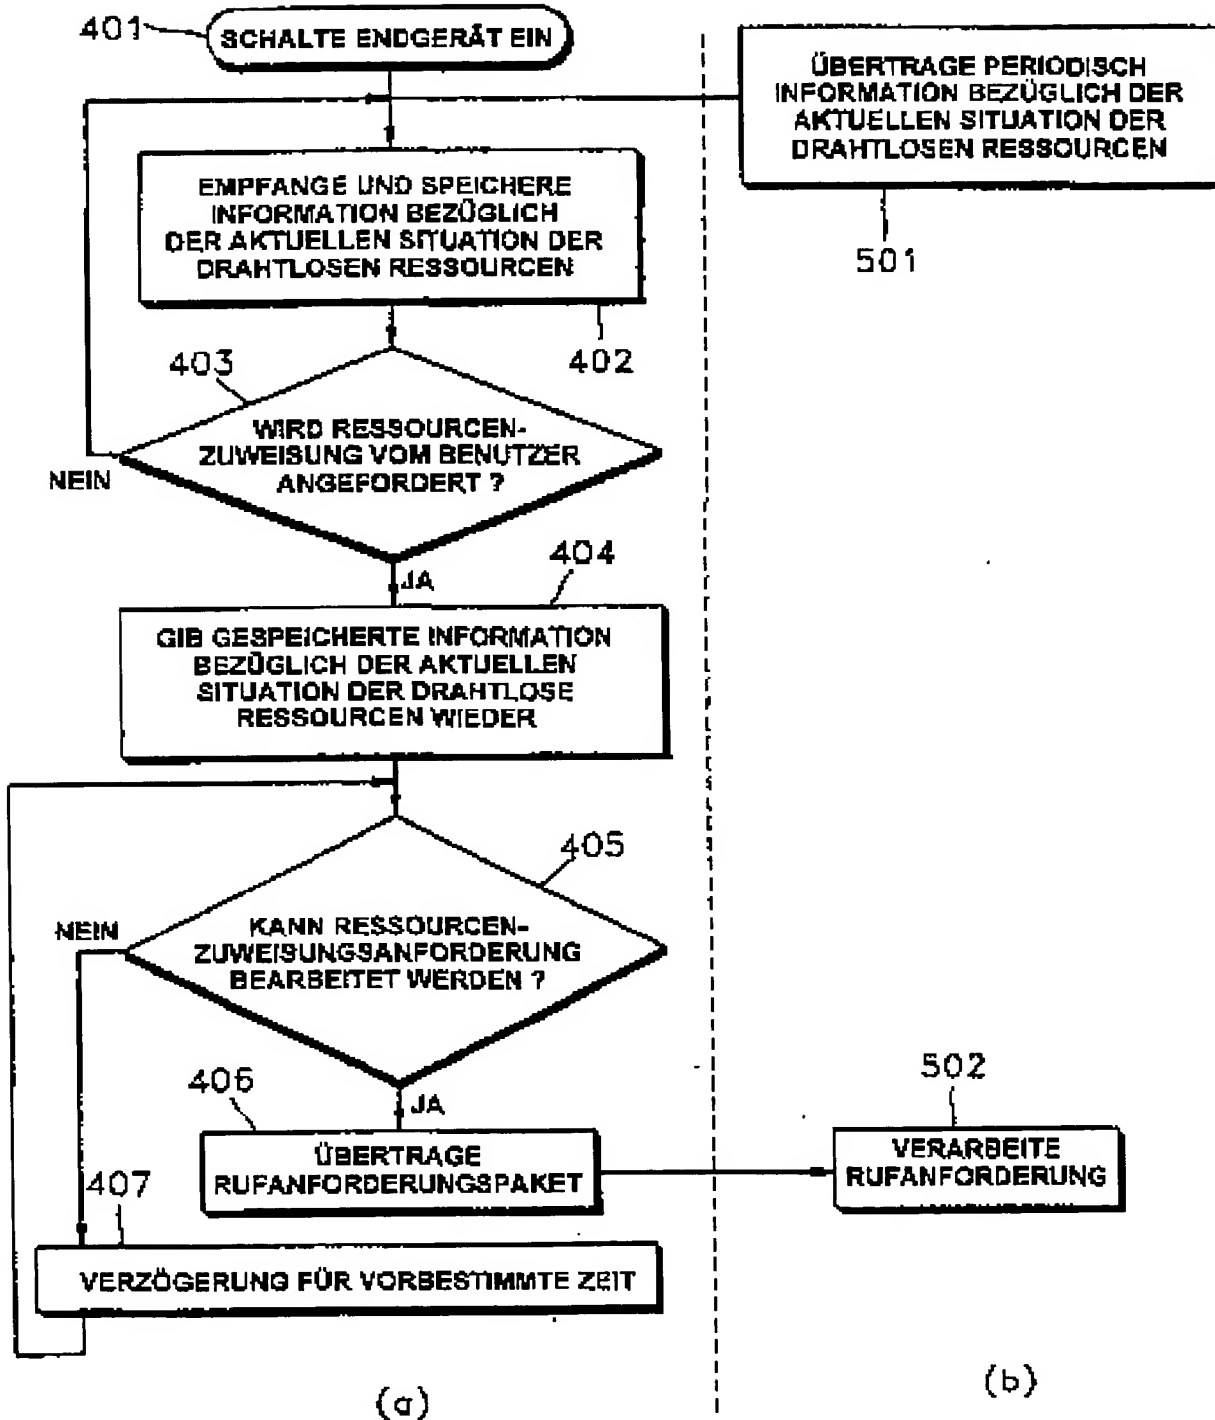 401
SCHALTE ENDGERÄT EIN
ÜBERTRAGE PERIODISCH
INFORMATION BEZÜGLICH DER
AKTUELLEN SITUATION DER
DRAHTLOSEN RESSOURCEN
501
EMPFANGE UND SPEICHERE
INFORMATION BEZÜGLICH
DER AKTUELLEN SITUATION DER
DRAHTLOSEN RESSOURCEN
402
403
WIRD RESSOURCEN-
ZUWEISUNG VOM BENUTZER
ANGEFORDERT ?
NEIN
JA
404
GIB GESPEICHERTE INFORMATION
BEZÜGLICH DER AKTUELLEN
SITUATION DER DRAHTLOSE
RESSOURCEN WIEDER
405
KANN RESSOURCEN-
ZUWEISUNGSANFORDERUNG
BEARBEITET WERDEN ?
NEIN
JA
406
ÜBERTRAGE
RUFANFORDERUNGSPAKET
502
VERARBEITE
RUFANFORDERUNG
407
VERZÖGERUNG FÜR VORBESTIMMTE ZEIT
(a)
(b)